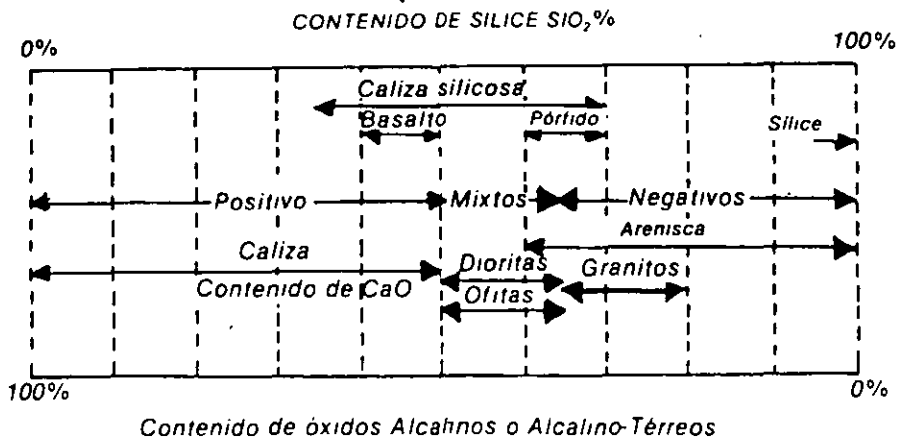 CONTENIDO DE SILICE SIO₂%
0% 100%
Caliza silicosa
Basalto Pórfido Sílice
Positivo Mixtos Negativos
Arenisca
Caliza Dioritas Granitos
Contenido de CaO Ofitas
100% 0%
Contenido de óxidos Alcahnos o Alcalino-Térreos